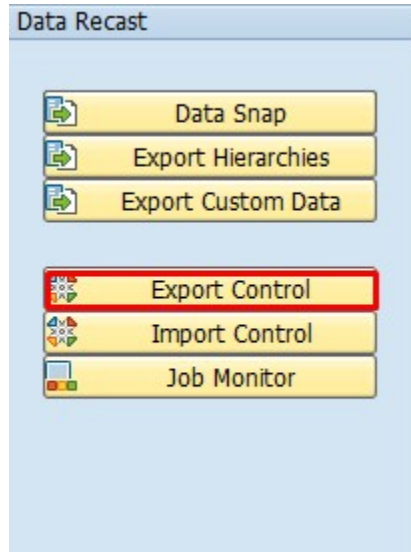 Data Recast
Data Snap
Export Hierarchies
Export Custom Data
Export Control
Import Control
Job Monitor